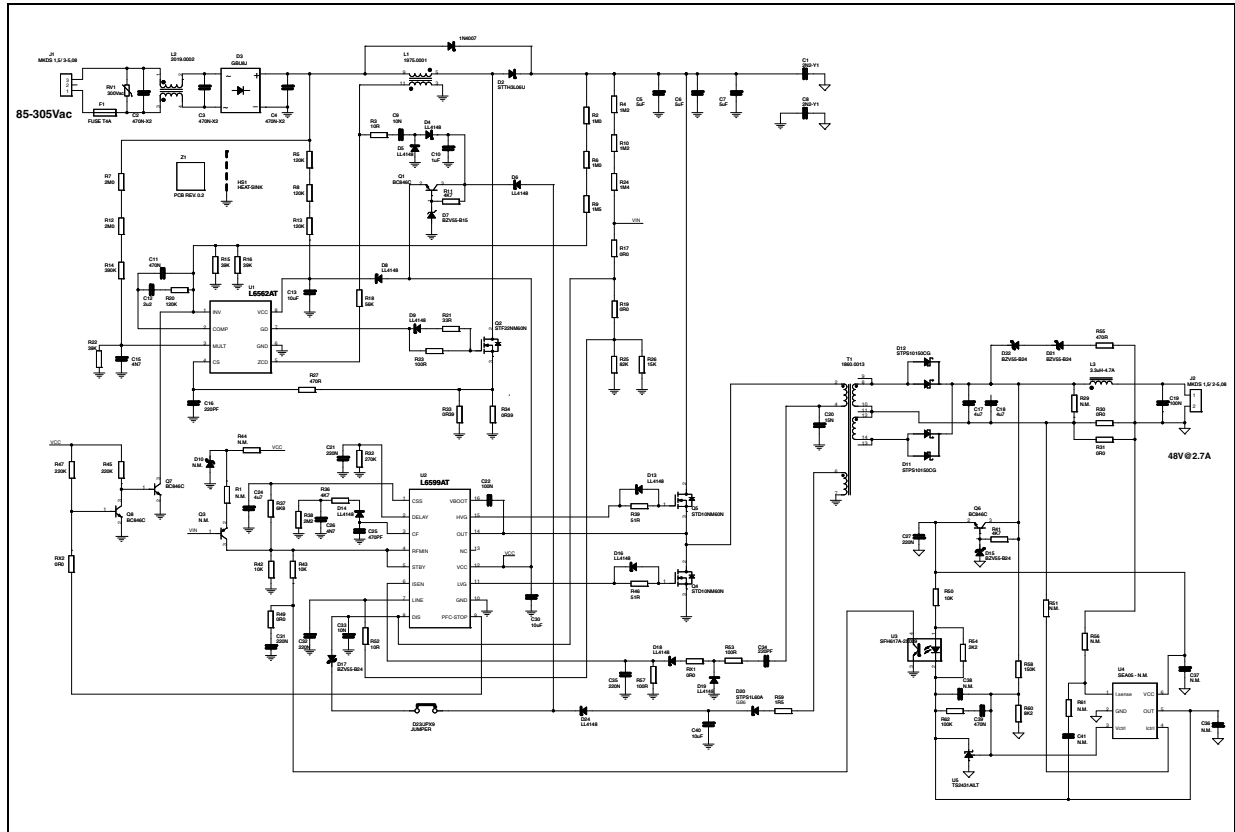 J1
MKDS 1,5/ 3-5,08
L2
2019.0002
D3
GBU8J
1N4007
L1
1975.0001
D2
STTH3L06U
C1
2N2-Y1
C8
2N2-Y1
RV1
300Vac
F1
FUSE T4A
C2
470N-X2
C3
470N-X2
C4
470N-X2
85-305Vac
C5
5uF
C6
5uF
C7
5uF
R2
1M0
R4
1M2
R3
10R
C9
10N
D4
LL4148
D5
LL4148
C10
1uF
R6
1M0
R10
1M2
R9
1M5
R24
1M4
VIN
R7
2M0
Z1
PCB REV. 0.2
HS1
HEAT-SINK
R5
120K
R8
120K
R13
120K
Q1
BC846C
R11
4K7
D6
LL4148
D7
BZV55-B15
R12
2M0
R14
390K
C11
470N
C12
2u2
R20
120K
R15
39K
R16
39K
D8
LL4148
C13
10uF
R17
0R0
R19
0R0
U1
L6562AT
INV
COMP
MULT
CS
VCC
GD
GND
ZCD
R18
56K
D9
LL4148
R21
33R
R23
100R
Q2
STF22NM60N
R25
82K
R26
15K
R22
39K
C15
4N7
R27
470R
C16
220PF
R33
0R39
R34
0R39
T1
1860.0013
C20
15N
D12
STPS10150CG
D11
STPS10150CG
D22
BZV55-B24
D21
BZV55-B24
R55
470R
L3
3.3uH-4.7A
J2
MKDS 1,5/ 2-5,08
C17
4u7
C18
4u7
R29
N.M.
R30
0R0
R31
0R0
C19
100N
48V@2.7A
VCC
R47
220K
R45
220K
Q7
BC846C
Q8
BC846C
RX2
0R0
R44
N.M.
VCC
D10
N.M.
R1
N.M.
Q3
N.M.
VIN
C24
4u7
R37
6K8
C21
220N
R32
270K
R36
4K7
D14
LL4148
R38
2M2
C26
4N7
C25
470PF
U2
L6599AT
CSS
DELAY
CF
RFMIN
STBY
ISEN
LINE
DIS
VBOOT
HVG
OUT
NC
VCC
LVG
GND
PFC-STOP
C22
100N
VCC
C30
10uF
D13
LL4148
R39
51R
Q5
STD10NM60N
D16
LL4148
R46
51R
Q4
STD10NM60N
R42
10K
R43
10K
R49
0R0
C31
220N
C32
220N
C33
10N
R52
10R
D17
BZV55-B24
D23\JPX9
JUMPER
D24
LL4148
C35
220N
R57
100R
D18
LL4148
RX1
0R0
D19
LL4148
R53
100R
C34
220PF
D20
STPS1L60A
R59
1R5
C40
10uF
C27
220N
Q6
BC846C
R41
4K7
D15
BZV55-B24
R50
10K
U3
R54
2K2
R51
N.M.
R58
150K
R56
N.M.
C38
N.M.
R62
100K
C39
470N
R60
8K2
U5
TS2431AILT
R61
N.M.
C41
N.M.
U4
SEA05 - N.M.
I.sense
GND
Vctrl
VCC
OUT
Ictrl
C37
N.M.
C36
N.M.